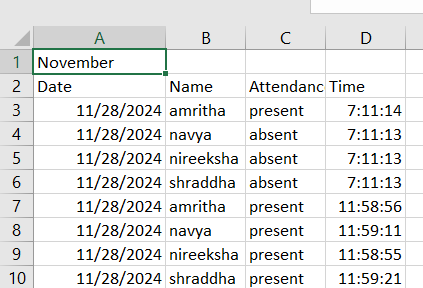 A B C D
1 November
2 Date Name Attendanc Time
3 11/28/2024 amritha present 7:11:14
4 11/28/2024 navya absent 7:11:13
5 11/28/2024 nireeksha absent 7:11:13
6 11/28/2024 shraddha absent 7:11:13
7 11/28/2024 amritha present 11:58:56
8 11/28/2024 navya present 11:59:11
9 11/28/2024 nireeksha present 11:58:55
10 11/28/2024 shraddha present 11:59:21